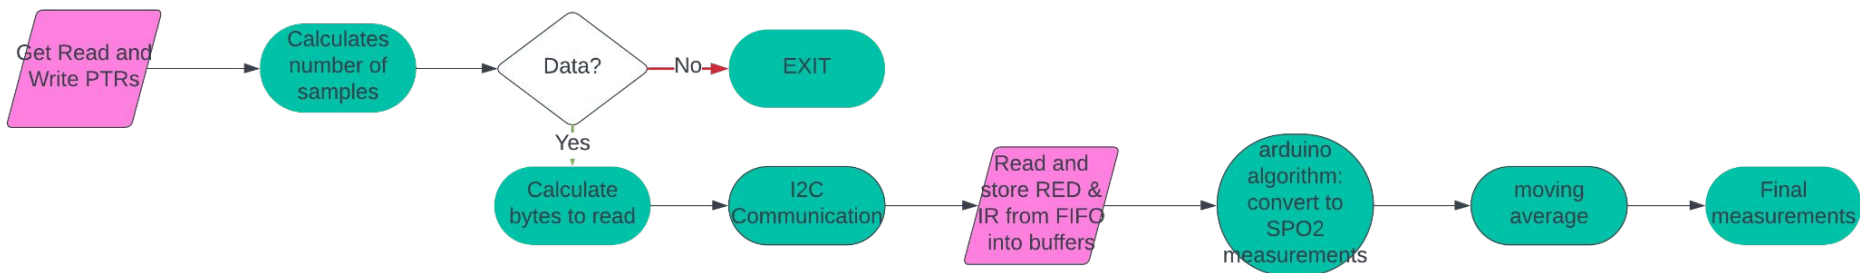 Get Read and
Write PTRs
Calculates
number of
samples
Data?
No
EXIT
Yes
Calculate
bytes to read
I2C
Communication
Read and
store RED &
IR from FIFO
into buffers
arduino
algorithm:
convert to
SPO2
measurements
moving
average
Final
measurements